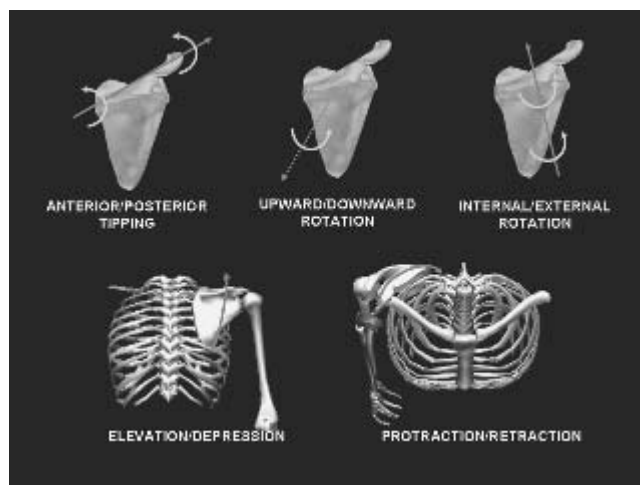 ANTERIOR/POSTERIOR
TIPPING
UPWARD/DOWNWARD
ROTATION
INTERNAL/EXTERNAL
ROTATION
ELEVATION/DEPRESSION
PROTRACTION/RETRACTION